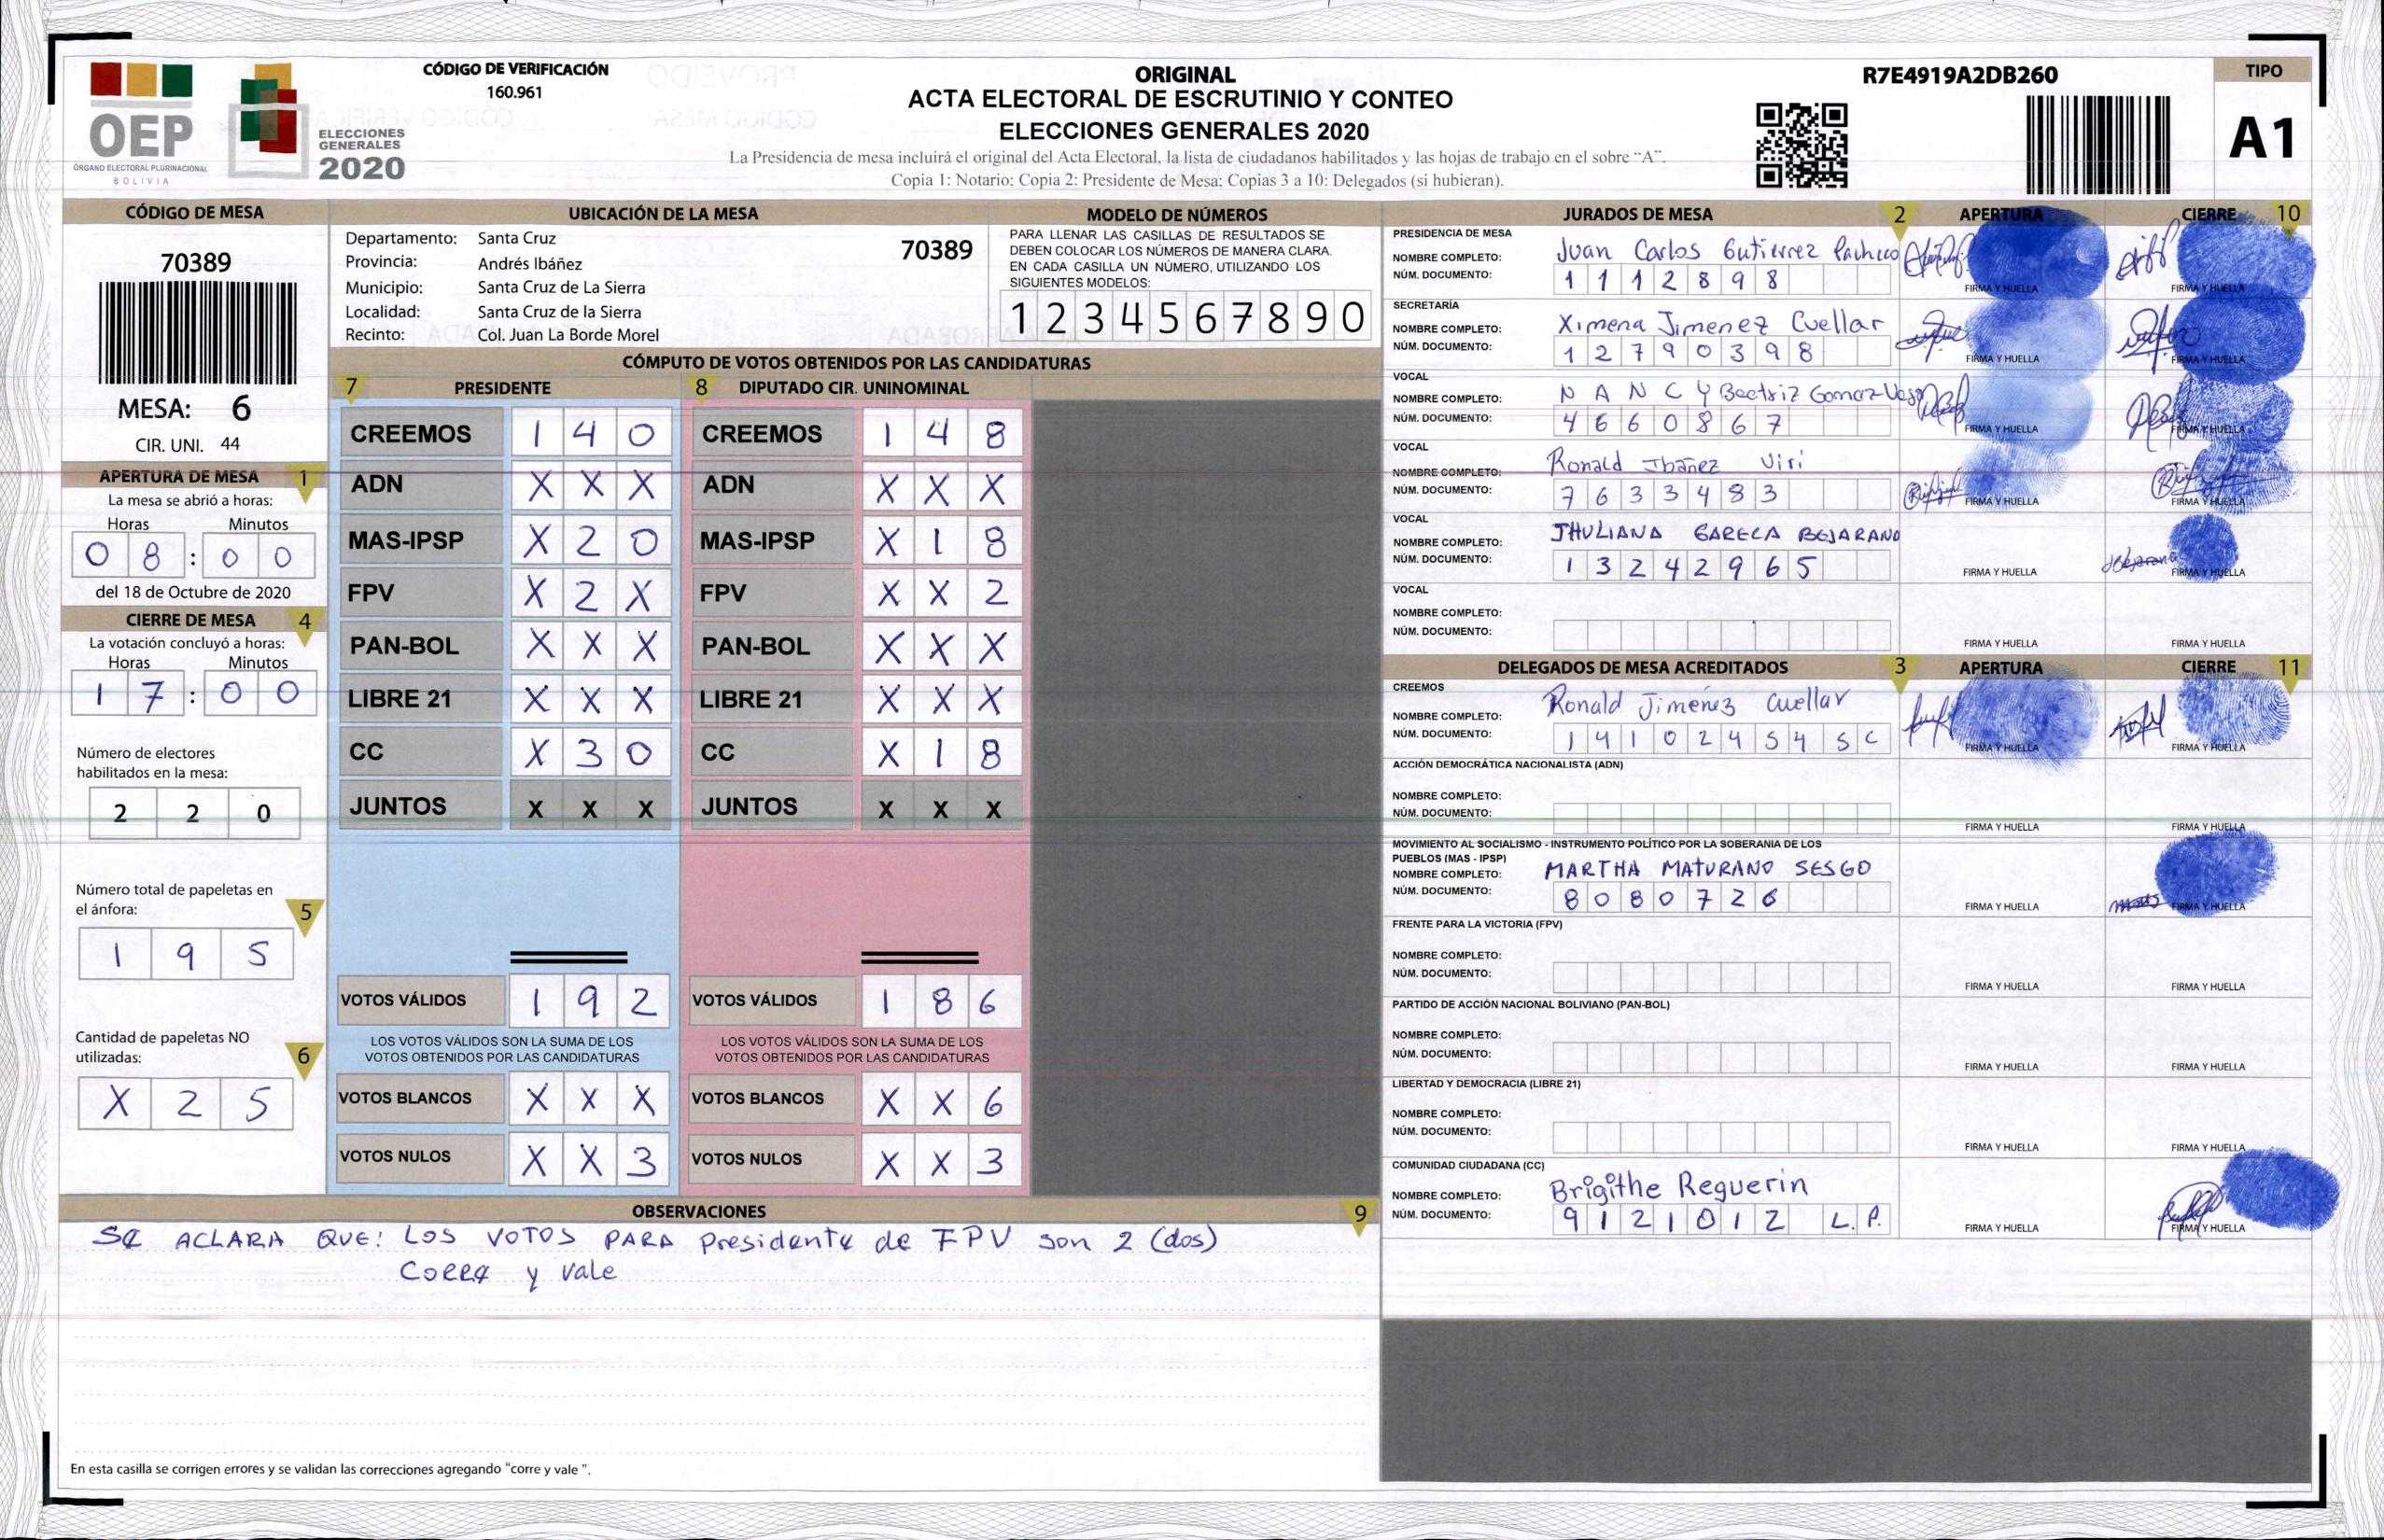 OEP
ÓRGANO ELECTORAL PLURINACIONAL
BOLIVIA
ELECCIONES
GENERALES
2020
CÓDIGO DE VERIFICACIÓN
160.961
ORIGINAL
ACTA ELECTORAL DE ESCRUTINIO Y CONTEO
ELECCIONES GENERALES 2020
La Presidencia de mesa incluirá el original del Acta Electoral, la lista de ciudadanos habilitados y las hojas de trabajo en el sobre "A".
Copia 1: Notario; Copia 2: Presidente de Mesa; Copias 3 a 10: Delegados (si hubieran).
R7E4919A2DB260
TIPO
A1
CÓDIGO DE MESA
70389
MESA: 6
CIR. UNI. 44
APERTURA DE MESA 1
La mesa se abrió a horas:
Horas Minutos
0 8 : 0 0
del 18 de Octubre de 2020
CIERRE DE MESA 4
La votación concluyó a horas:
Horas Minutos
1 7 : 0 0
Número de electores
habilitados en la mesa:
2 2 0
Número total de papeletas en
el ánfora: 5
1 9 5
Cantidad de papeletas NO
utilizadas: 6
X 2 5
UBICACIÓN DE LA MESA
Departamento: Santa Cruz 70389
Provincia: Andrés Ibáñez
Municipio: Santa Cruz de La Sierra
Localidad: Santa Cruz de la Sierra
Recinto: Col. Juan La Borde Morel
MODELO DE NÚMEROS
PARA LLENAR LAS CASILLAS DE RESULTADOS SE
DEBEN COLOCAR LOS NÚMEROS DE MANERA CLARA.
EN CADA CASILLA UN NÚMERO, UTILIZANDO LOS
SIGUIENTES MODELOS:
1 2 3 4 5 6 7 8 9 0
CÓMPUTO DE VOTOS OBTENIDOS POR LAS CANDIDATURAS
7 PRESIDENTE 8 DIPUTADO CIR. UNINOMINAL
CREEMOS 1 4 0 CREEMOS 1 4 8
ADN X X X ADN X X X
MAS-IPSP X 2 0 MAS-IPSP X 1 8
FPV X 2 X FPV X X 2
PAN-BOL X X X PAN-BOL X X X
LIBRE 21 X X X LIBRE 21 X X X
CC X 3 0 CC X 1 8
JUNTOS X X X JUNTOS X X X
VOTOS VÁLIDOS 1 9 2 VOTOS VÁLIDOS 1 8 6
LOS VOTOS VÁLIDOS SON LA SUMA DE LOS LOS VOTOS VÁLIDOS SON LA SUMA DE LOS
VOTOS OBTENIDOS POR LAS CANDIDATURAS VOTOS OBTENIDOS POR LAS CANDIDATURAS
VOTOS BLANCOS X X X VOTOS BLANCOS X X 6
VOTOS NULOS X X 3 VOTOS NULOS X X 3
OBSERVACIONES 9
SE ACLARA QUE: LOS VOTOS PARA Presidente de FPV son 2 (dos)
CORRE y vale
En esta casilla se corrigen errores y se validan las correcciones agregando "corre y vale ".
JURADOS DE MESA 2 APERTURA CIERRE 10
PRESIDENCIA DE MESA
NOMBRE COMPLETO: Juan Carlos Gutierrez Pacheco
NÚM. DOCUMENTO: 1 1 1 2 8 9 8
FIRMA Y HUELLA FIRMA Y HUELLA
SECRETARÍA
NOMBRE COMPLETO: Ximena Jimenez Cuellar
NÚM. DOCUMENTO: 1 2 7 9 0 3 9 8
FIRMA Y HUELLA FIRMA Y HUELLA
VOCAL
NOMBRE COMPLETO: NANCY Beatriz Gomez
NÚM. DOCUMENTO: 4 6 6 0 8 6 7
FIRMA Y HUELLA FIRMA Y HUELLA
VOCAL
NOMBRE COMPLETO: Ronald Ibañez Viri
NÚM. DOCUMENTO: 7 6 3 3 4 8 3
FIRMA Y HUELLA FIRMA Y HUELLA
VOCAL
NOMBRE COMPLETO: JHULIANA GARECA BEJARANO
NÚM. DOCUMENTO: 1 3 2 4 2 9 6 5
FIRMA Y HUELLA FIRMA Y HUELLA
VOCAL
NOMBRE COMPLETO:
NÚM. DOCUMENTO:
FIRMA Y HUELLA FIRMA Y HUELLA
DELEGADOS DE MESA ACREDITADOS 3 APERTURA CIERRE 11
CREEMOS
NOMBRE COMPLETO: Ronald Jimenez Cuellar
NÚM. DOCUMENTO: 1 4 1 0 2 4 5 4 S C
FIRMA Y HUELLA FIRMA Y HUELLA
ACCIÓN DEMOCRÁTICA NACIONALISTA (ADN)
NOMBRE COMPLETO:
NÚM. DOCUMENTO:
FIRMA Y HUELLA FIRMA Y HUELLA
MOVIMIENTO AL SOCIALISMO - INSTRUMENTO POLÍTICO POR LA SOBERANIA DE LOS
PUEBLOS (MAS - IPSP)
NOMBRE COMPLETO: MARTHA MATURANO SESGO
NÚM. DOCUMENTO: 8 0 8 0 7 2 6
FIRMA Y HUELLA FIRMA Y HUELLA
FRENTE PARA LA VICTORIA (FPV)
NOMBRE COMPLETO:
NÚM. DOCUMENTO:
FIRMA Y HUELLA FIRMA Y HUELLA
PARTIDO DE ACCIÓN NACIONAL BOLIVIANO (PAN-BOL)
NOMBRE COMPLETO:
NÚM. DOCUMENTO:
FIRMA Y HUELLA FIRMA Y HUELLA
LIBERTAD Y DEMOCRACIA (LIBRE 21)
NOMBRE COMPLETO:
NÚM. DOCUMENTO:
FIRMA Y HUELLA FIRMA Y HUELLA
COMUNIDAD CIUDADANA (CC)
NOMBRE COMPLETO: Brigithe Reguerin
NÚM. DOCUMENTO: 9 1 2 1 0 1 2 L. P.
FIRMA Y HUELLA FIRMA Y HUELLA